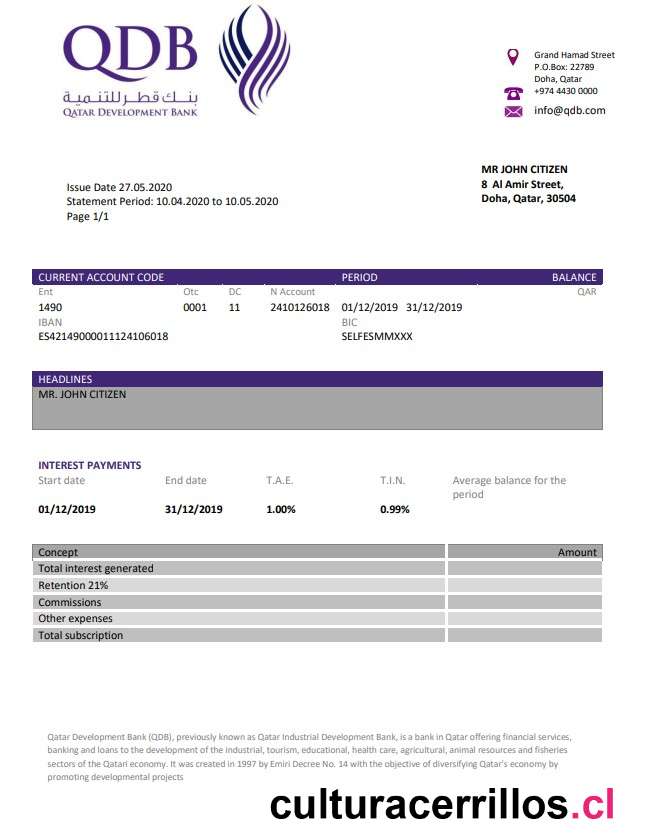 QDB
بنك قطر للتنمية
QATAR DEVELOPMENT BANK
Grand Hamad Street
P.O.Box: 22789
Doha, Qatar
+974 4430 0000
info@qdb.com
MR JOHN CITIZEN
8 Al Amir Street,
Doha, Qatar, 30504
Issue Date 27.05.2020
Statement Period: 10.04.2020 to 10.05.2020
Page 1/1
CURRENT ACCOUNT CODE PERIOD BALANCE
Ent Otc DC N Account QAR
1490 0001 11 2410126018 01/12/2019 31/12/2019
IBAN BIC
ES42149000011124106018 SELFESMMXXX
HEADLINES
MR. JOHN CITIZEN
INTEREST PAYMENTS
Start date End date T.A.E. T.I.N. Average balance for the
period
01/12/2019 31/12/2019 1.00% 0.99%
Concept Amount
Total interest generated
Retention 21%
Commissions
Other expenses
Total subscription
Qatar Development Bank (QDB), previously known as Qatar Industrial Development Bank, is a bank in Qatar offering financial services,
banking and loans to the development of the industrial, tourism, educational, health care, agricultural, animal resources and fisheries
sectors of the Qatari economy. It was created in 1997 by Emiri Decree No. 14 with the objective of diversifying Qatar's economy by
promoting developmental projects
culturacerrillos.cl